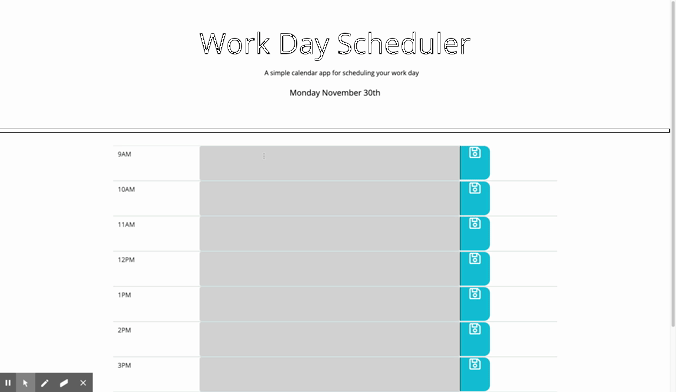 Work Day Scheduler
A simple calendar app for scheduling your work day
Monday November 30th
9AM
10AM
11AM
12PM
1PM
2PM
3PM